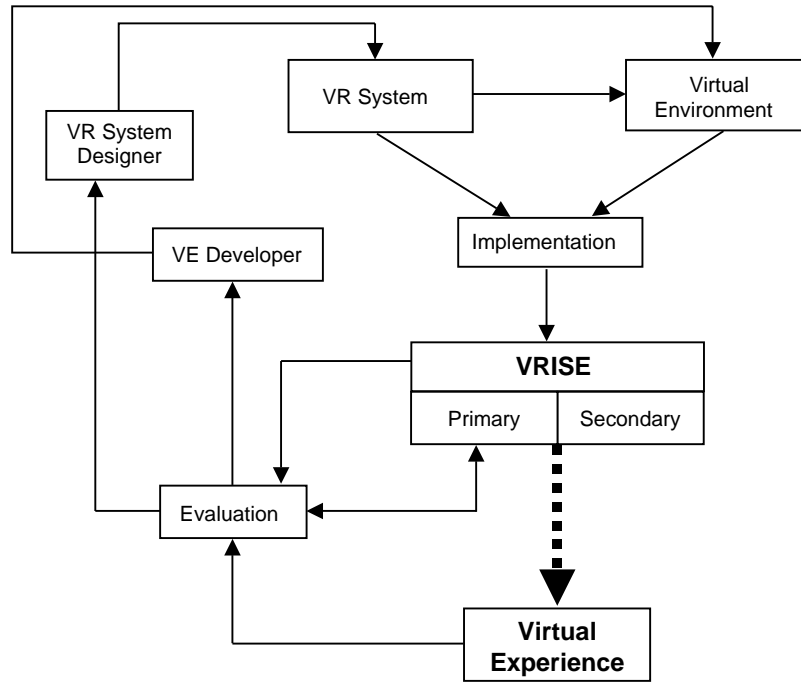 VR System
Virtual
Environment
VR System
Designer
Implementation
VE Developer
VRISE
Primary
Secondary
Evaluation
Virtual
Experience